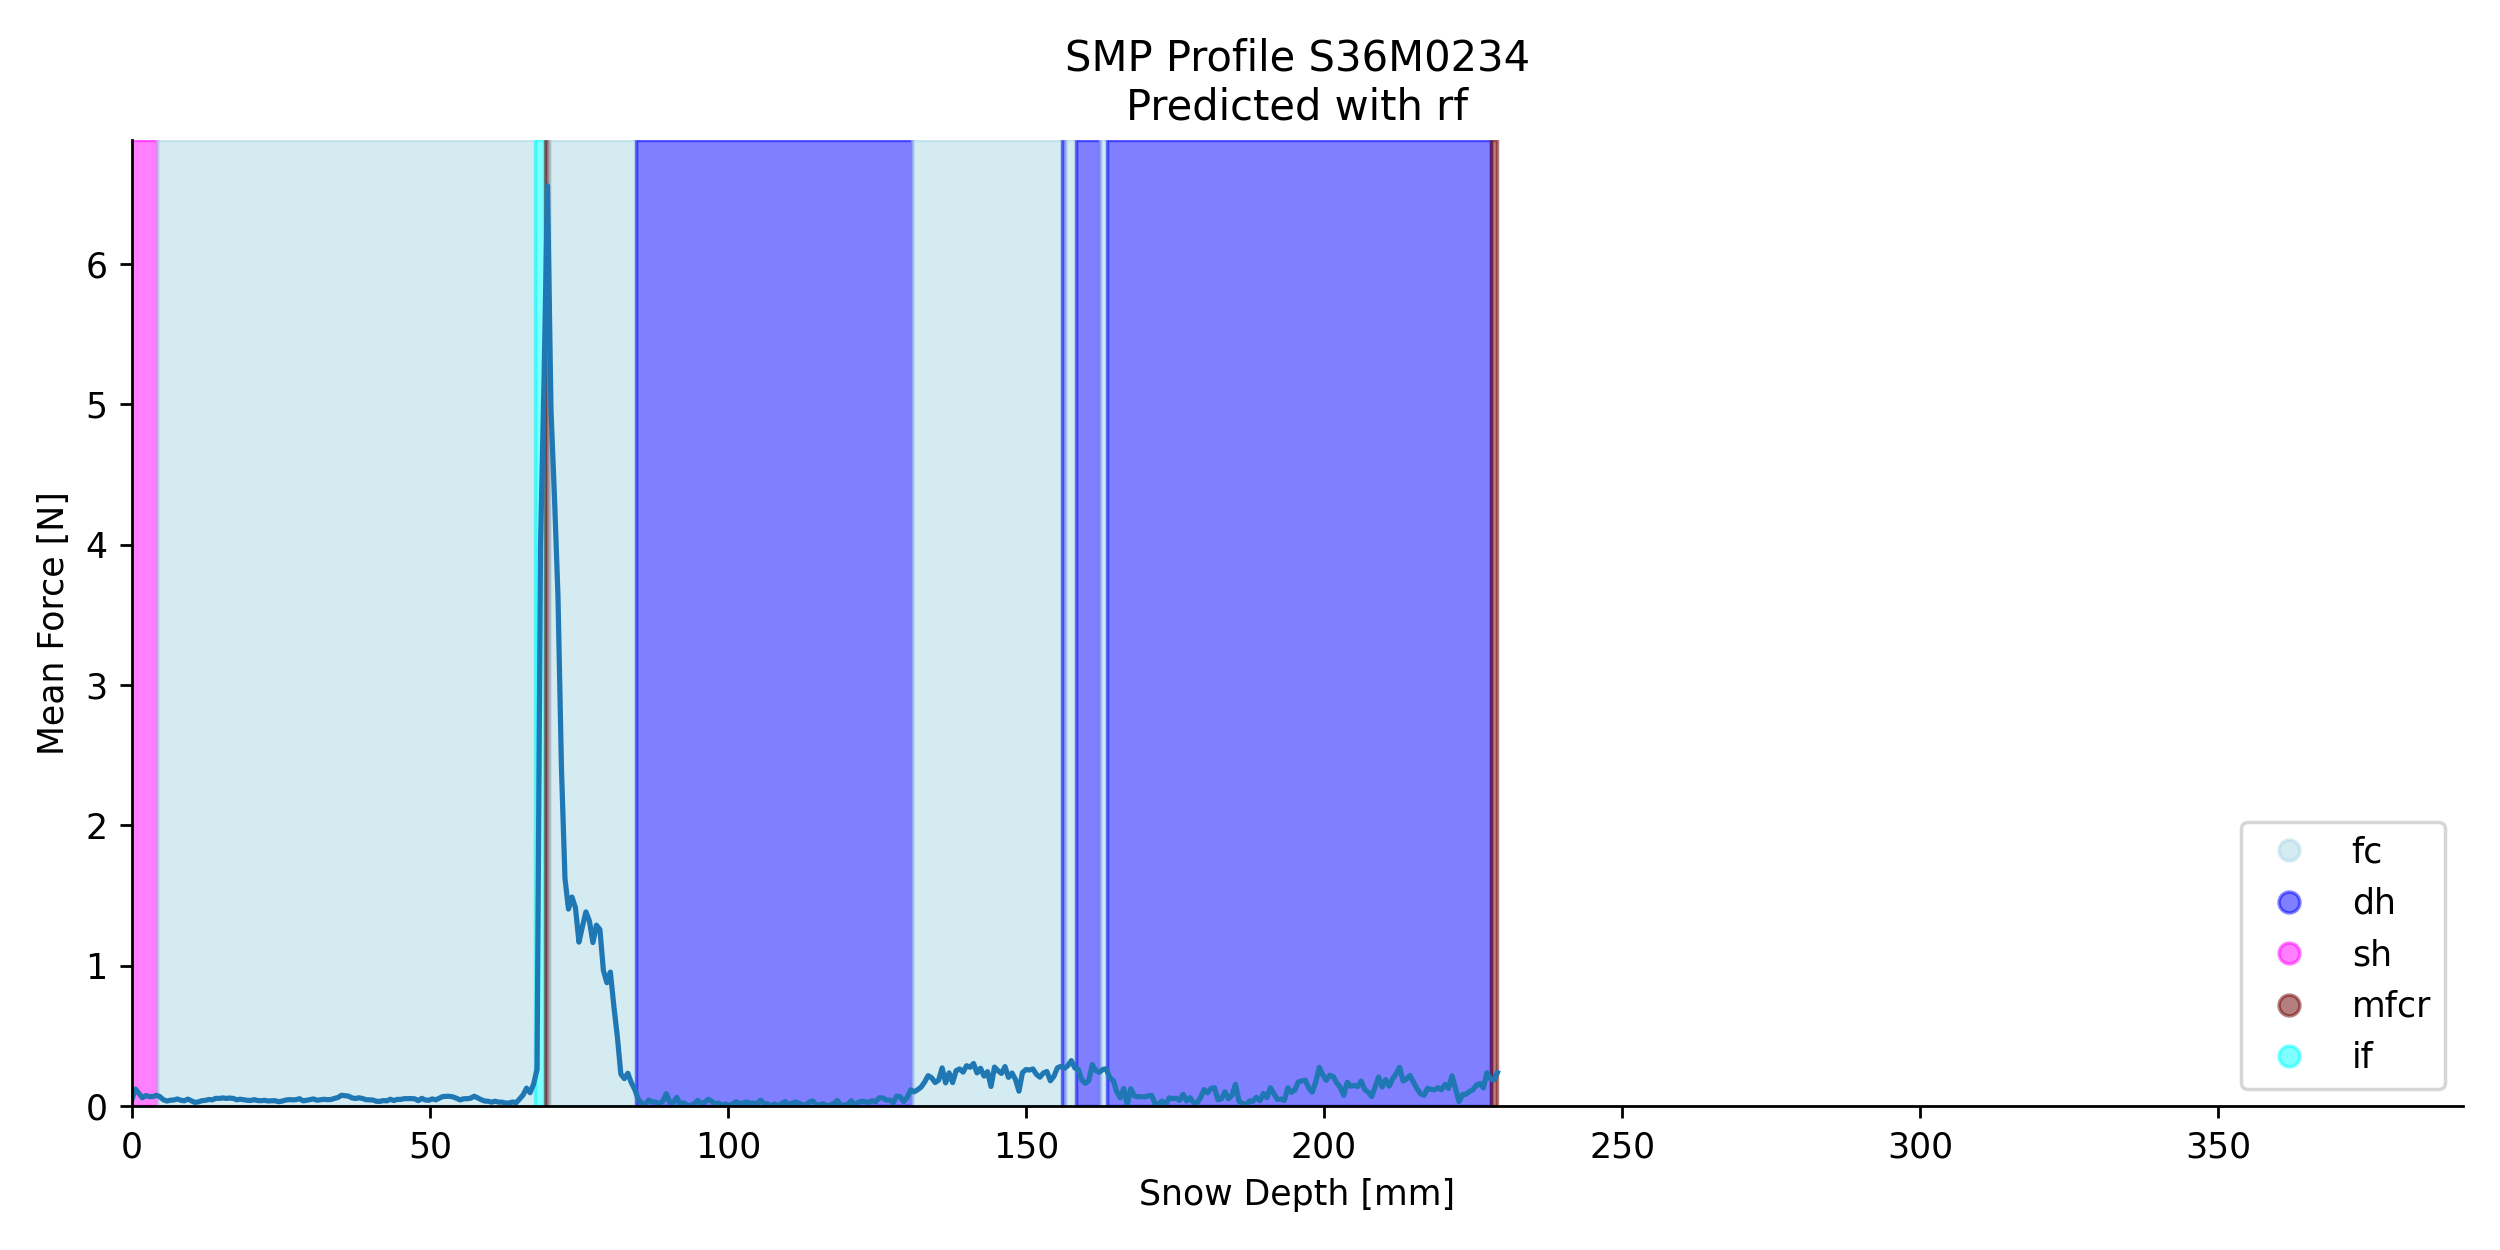 SMP Profile S36M0234
Predicted with rf
Mean Force [N]
6
5
4
3
2
1
0
0 50 100 150 200 250 300 350
Snow Depth [mm]
fc
dh
sh
mfcr
if